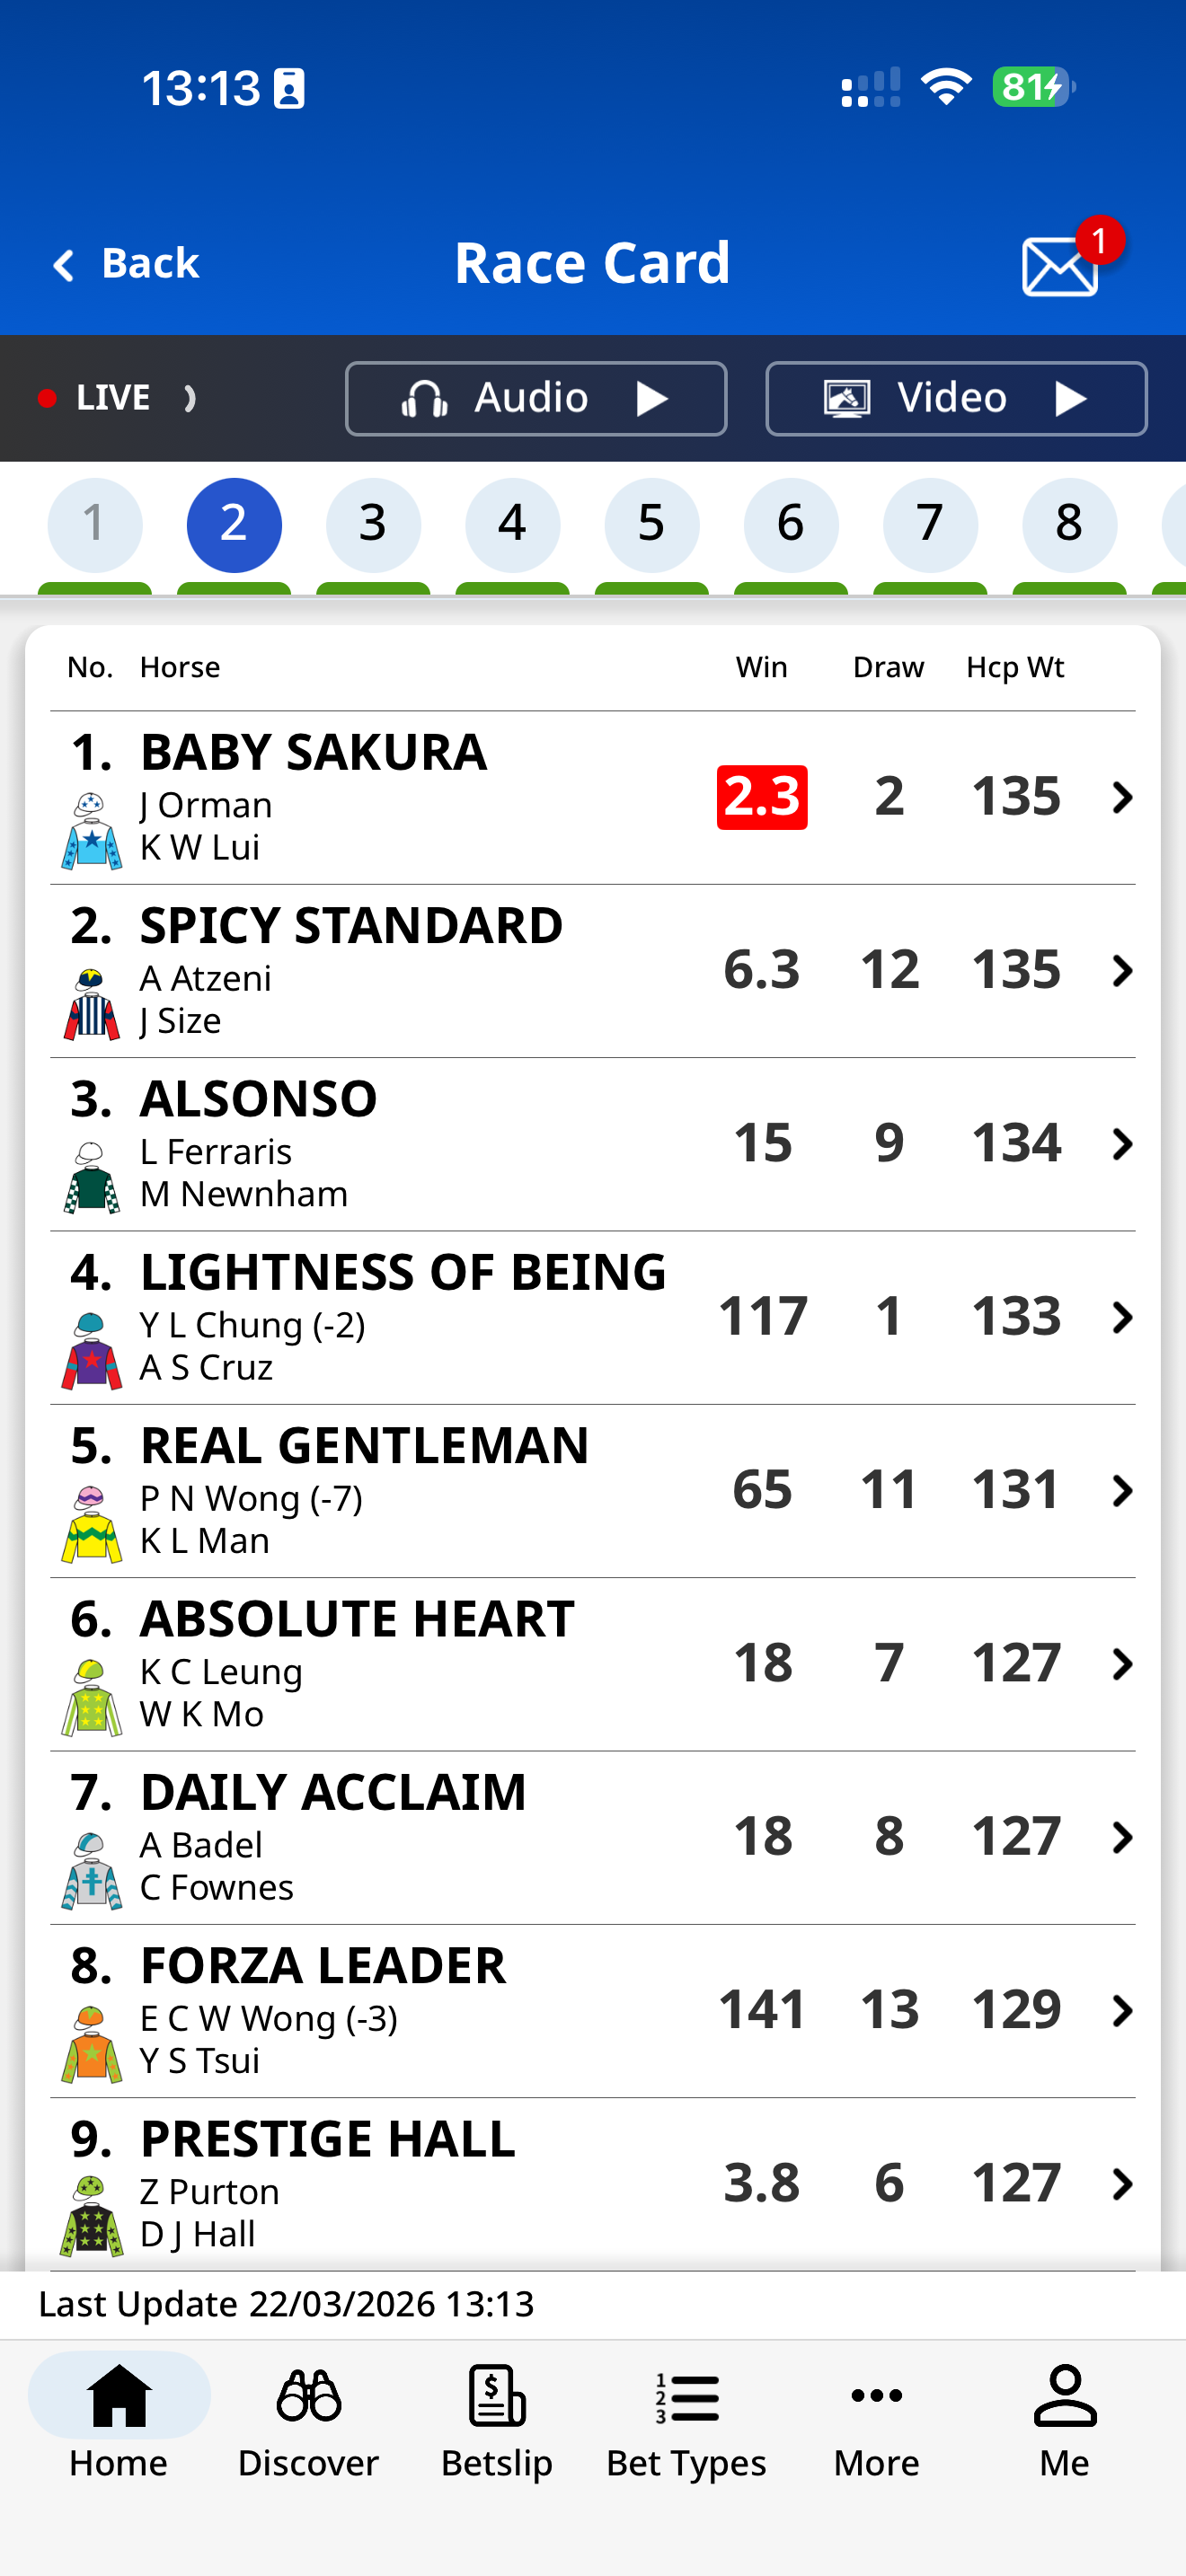 13:13
81
Back
Race Card
1
LIVE
Audio
Video
1 2 3 4 5 6 7 8
No. Horse Win Draw Hcp Wt
1. BABY SAKURA
J Orman
K W Lui
2.3 2 135
2. SPICY STANDARD
A Atzeni
J Size
6.3 12 135
3. ALSONSO
L Ferraris
M Newnham
15 9 134
4. LIGHTNESS OF BEING
Y L Chung (-2)
A S Cruz
117 1 133
5. REAL GENTLEMAN
P N Wong (-7)
K L Man
65 11 131
6. ABSOLUTE HEART
K C Leung
W K Mo
18 7 127
7. DAILY ACCLAIM
A Badel
C Fownes
18 8 127
8. FORZA LEADER
E C W Wong (-3)
Y S Tsui
141 13 129
9. PRESTIGE HALL
Z Purton
D J Hall
3.8 6 127
Last Update 22/03/2026 13:13
Home Discover Betslip Bet Types More Me